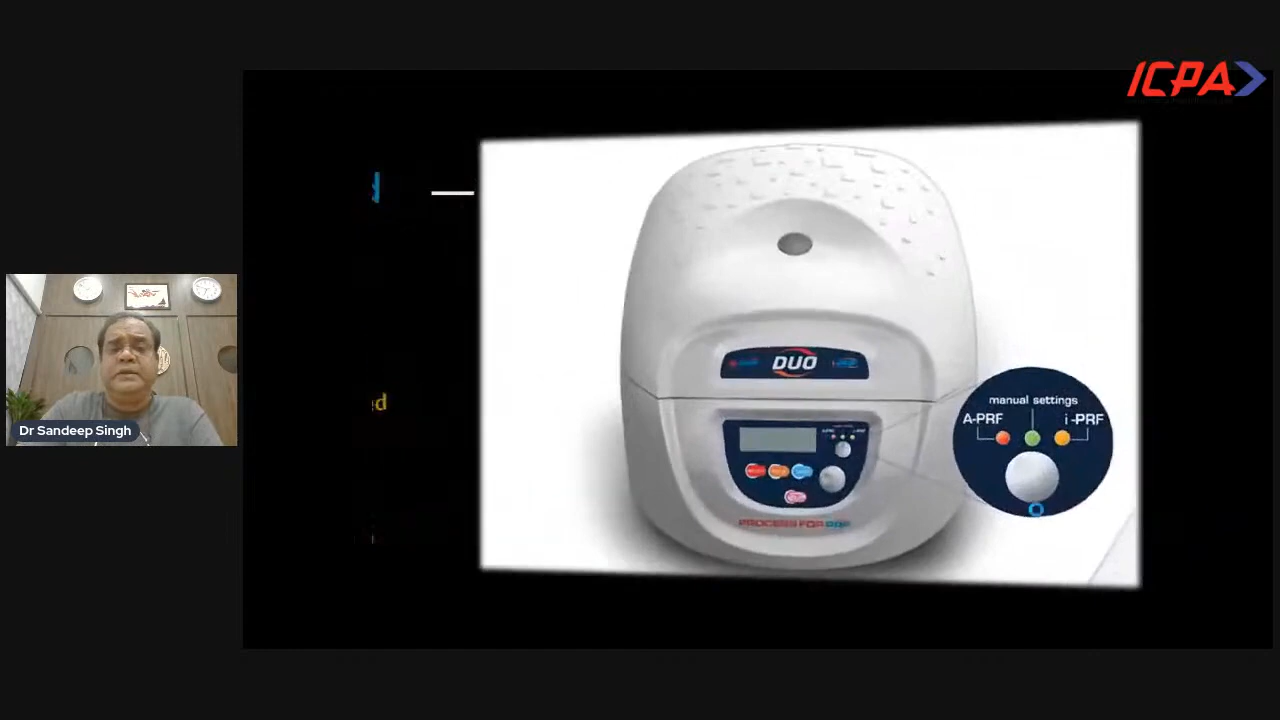 ICPA
DUO
manual settings
A-PRF
i-PRF
PROCESS FOR PRF
Dr Sandeep Singh